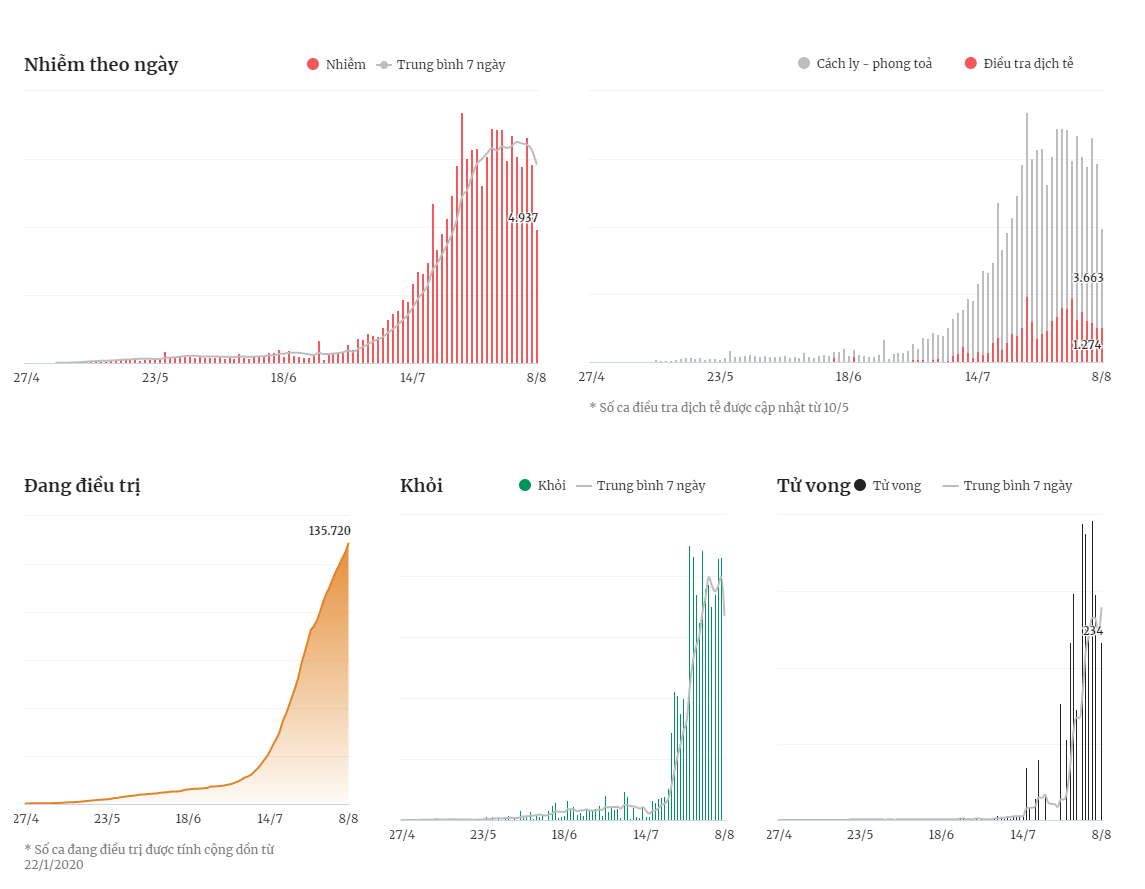 Nhiễm theo ngày
Nhiễm
Trung bình 7 ngày
4.937
27/4
23/5
18/6
14/7
8/8
Cách ly - phong toả
Điều tra dịch tễ
3.663
1.274
27/4
23/5
18/6
14/7
8/8
* Số ca điều tra dịch tễ được cập nhật từ 10/5
Đang điều trị
135.720
27/4
23/5
18/6
14/7
8/8
* Số ca đang điều trị được tính cộng dồn từ
22/1/2020
Khỏi
Khỏi
Trung bình 7 ngày
27/4
23/5
18/6
14/7
8/8
Tử vong
Tử vong
Trung bình 7 ngày
234
27/4
23/5
18/6
14/7
8/8